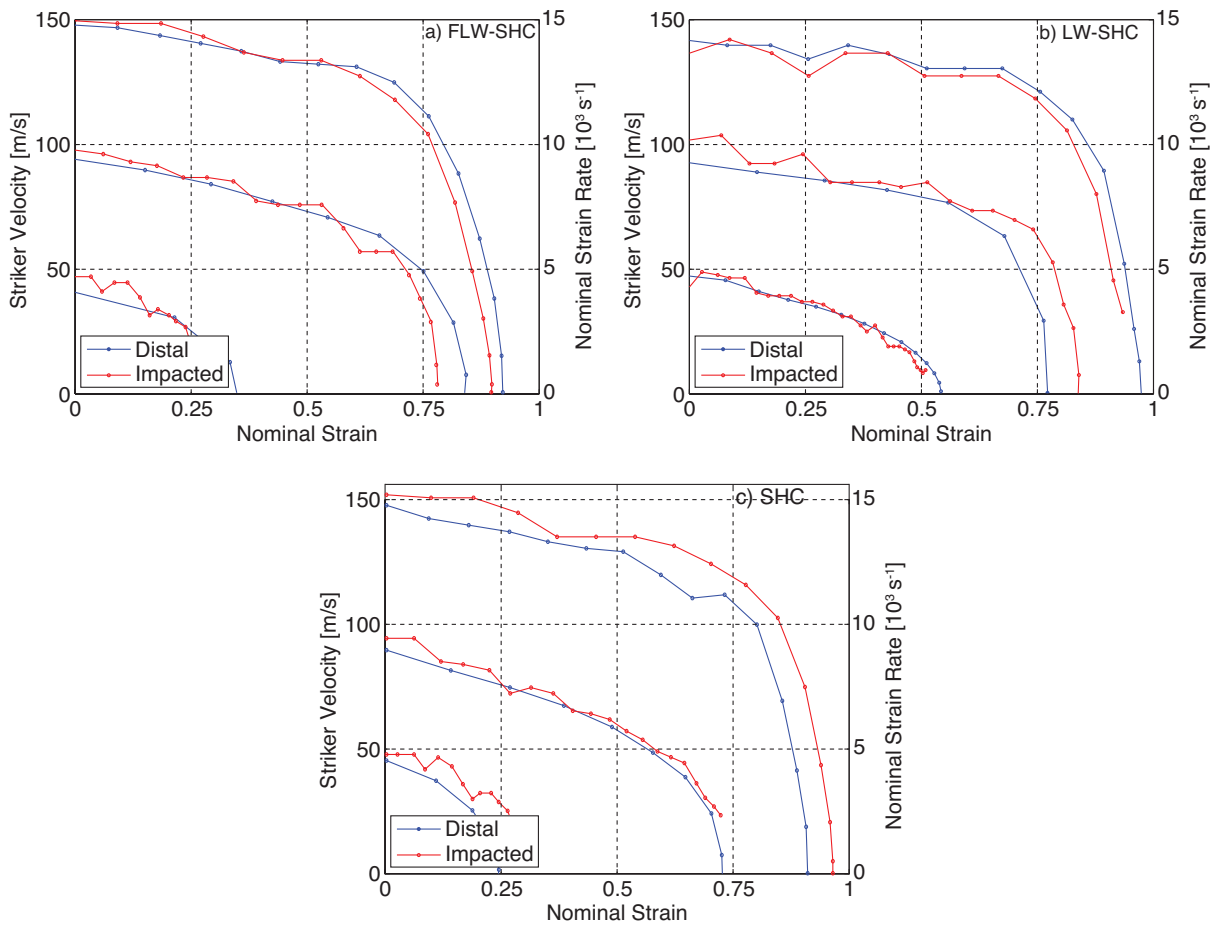 a) FLW-SHC
150
100
50
0
Striker Velocity [m/s]
15
10
5
0
Nominal Strain Rate [10³ s⁻¹]
Distal
Impacted
0 0.25 0.5 0.75 1
Nominal Strain
b) LW-SHC
150
100
50
0
Striker Velocity [m/s]
15
10
5
0
Nominal Strain Rate [10³ s⁻¹]
Distal
Impacted
0 0.25 0.5 0.75 1
Nominal Strain
c) SHC
150
100
50
0
Striker Velocity [m/s]
15
10
5
0
Nominal Strain Rate [10³ s⁻¹]
Distal
Impacted
0 0.25 0.5 0.75 1
Nominal Strain